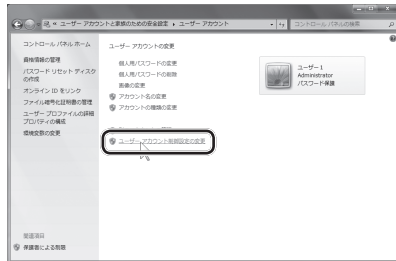 « ユーザー アカウントと家族のための安全設定 ▸ ユーザー アカウント
コントロール パネルの検索
コントロール パネル ホーム
資格情報の管理
パスワード リセット ディスク
の作成
オンライン ID をリンク
ファイル暗号化証明書の管理
ユーザー プロファイルの詳細
プロパティの構成
環境変数の変更
ユーザー アカウントの変更
個人用パスワードの変更
個人用パスワードの削除
画像の変更
アカウント名の変更
アカウントの種類の変更
ユーザー アカウント制御設定の変更
ユーザー1
Administrator
パスワード保護
関連項目
保護者による制限